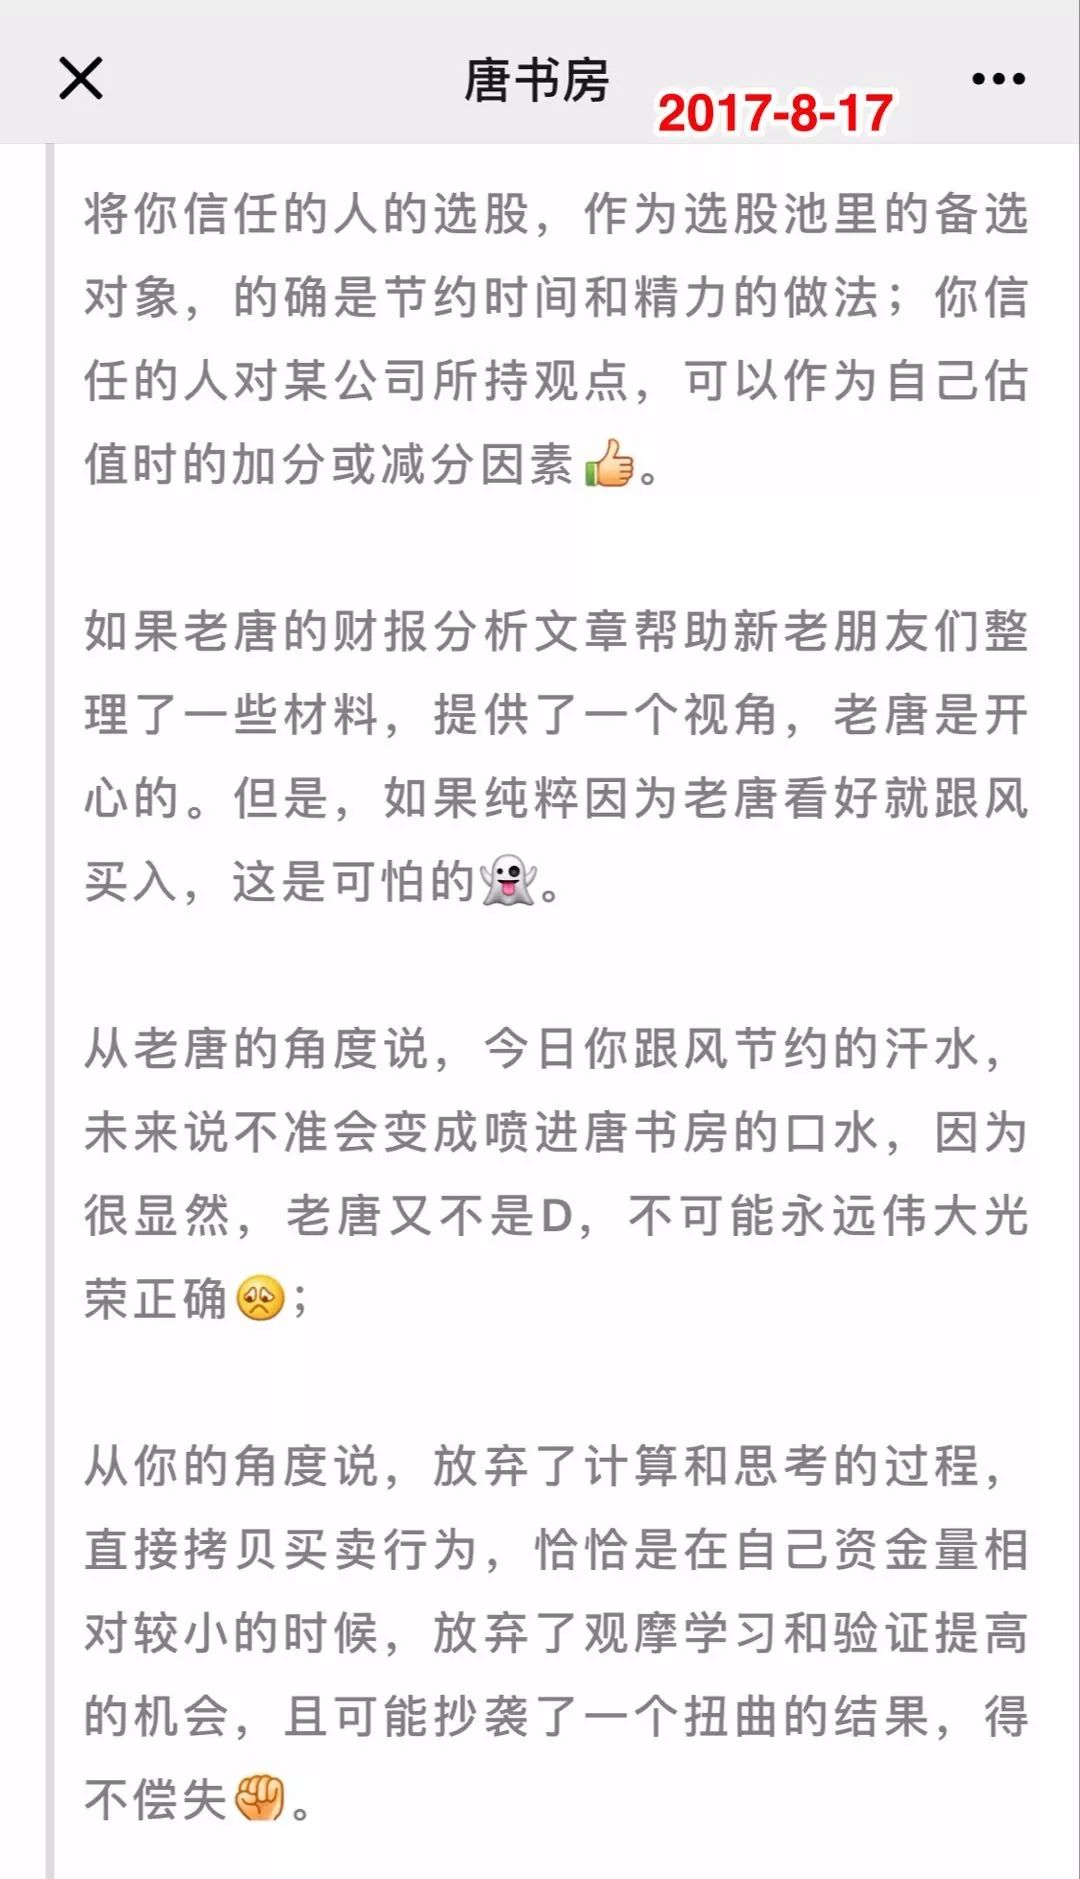 唐书房
2017-8-17
将你信任的人的选股，作为选股池里的备选
对象，的确是节约时间和精力的做法；你信
任的人对某公司所持观点，可以作为自己估
值时的加分或减分因素👍。
如果老唐的财报分析文章帮助新老朋友们整
理了一些材料，提供了一个视角，老唐是开
心的。但是，如果纯粹因为老唐看好就跟风
买入，这是可怕的👻。
从老唐的角度说，今日你跟风节约的汗水，
未来说不准会变成喷进唐书房的口水，因为
很显然，老唐又不是D，不可能永远伟大光
荣正确🙁；
从你的角度说，放弃了计算和思考的过程，
直接拷贝买卖行为，恰恰是在自己资金量相
对较小的时候，放弃了观摩学习和验证提高
的机会，且可能抄袭了一个扭曲的结果，得
不偿失✊。